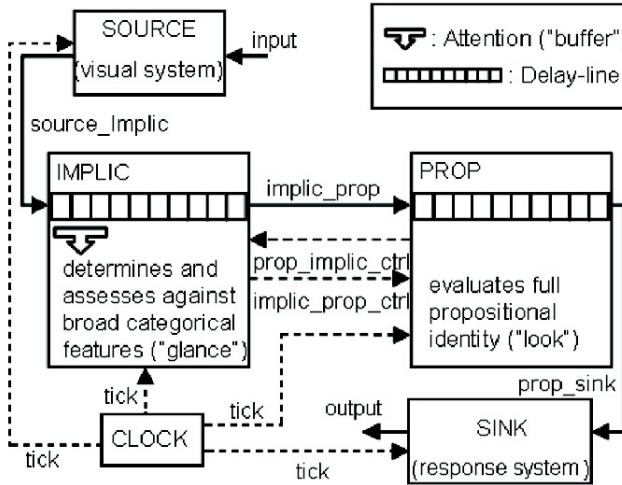 SOURCE
(visual system)
input
: Attention ("buffer"
: Delay-line
source_Implic
IMPLIC
implic_prop
PROP
prop_implic_ctrl
implic_prop_ctrl
determines and
assesses against
broad categorical
features ("glance")
evaluates full
propositional
identity ("look")
tick
tick
prop_sink
output
CLOCK
SINK
(response system)
tick
tick